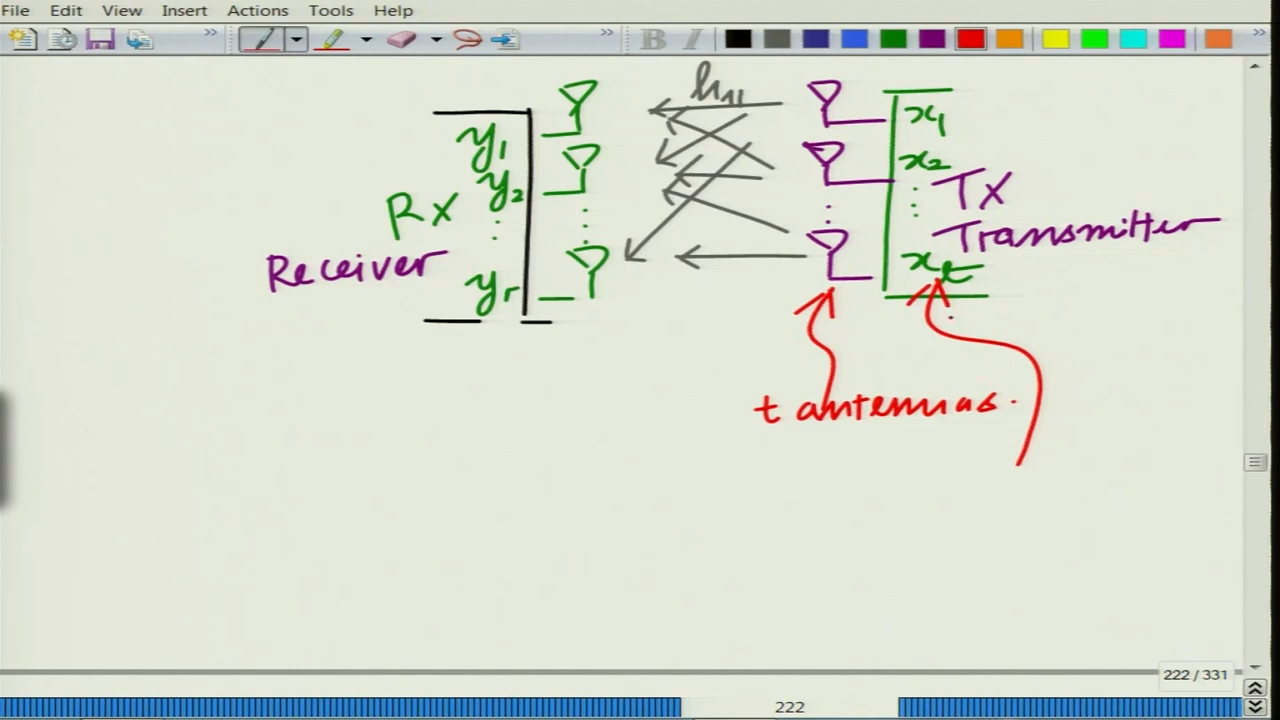 File Edit View Insert Actions Tools Help
B I
h11
y1
x1
y2
x2
Rx
TX
Receiver
Transmitter
yr
xt
t antennas.
222 / 331
222